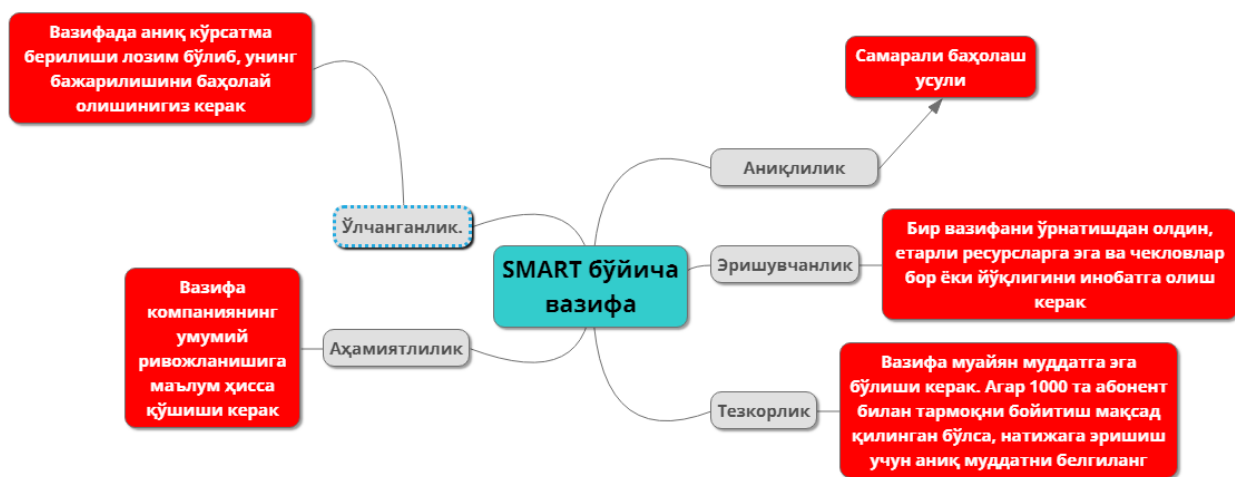 Вазифада аниқ кўрсатма
берилиши лозим бўлиб, унинг
бажарилишини баҳолай
олишинигиз керак
Самарали баҳолаш
усули
Аниқлилик
Ўлчанганлик.
SMART бўйича
вазифа
Эришувчанлик
Бир вазифани ўрнатишдан олдин,
етарли ресурсларга эга ва чекловлар
бор ёки йўқлигини инобатга олиш
керак
Вазифа
компаниянинг
умумий
ривожланишига
маълум ҳисса
қўшиши керак
Аҳамиятлилик
Тезкорлик
Вазифа муайян муддатга эга
бўлиши керак. Агар 1000 та абонент
билан тармоқни бойитиш мақсад
қилинган бўлса, натижага эришиш
учун аниқ муддатни белгиланг